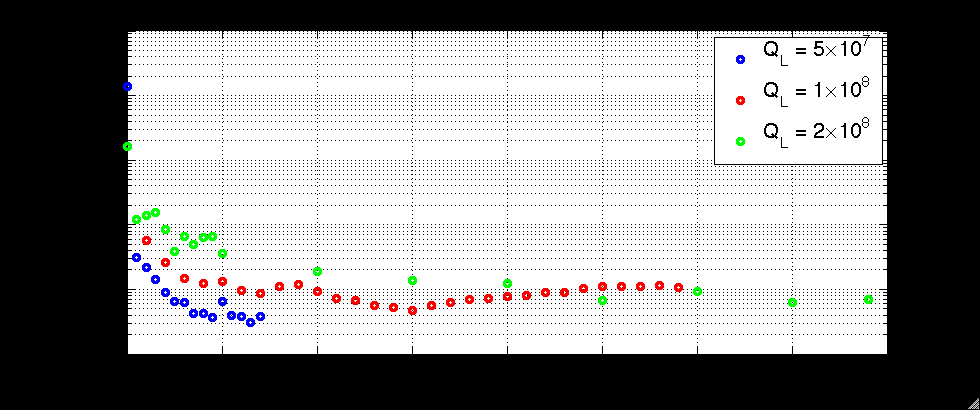 Q_L = 5×10^7
Q_L = 1×10^8
Q_L = 2×10^8